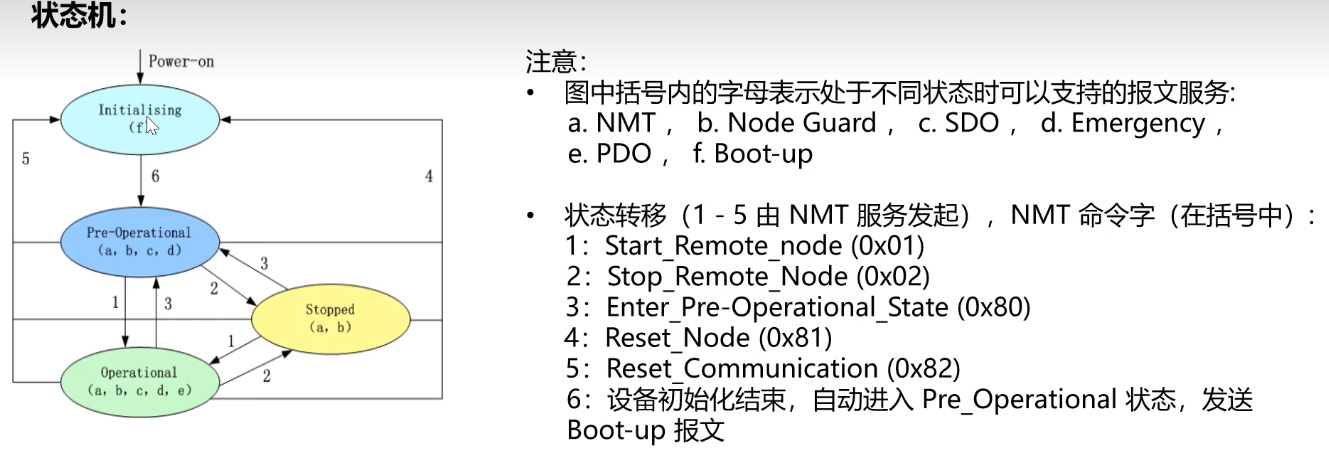 状态机：
Power-on
Initialising
(f)
5
6
4
Pre-Operational
(a, b, c, d)
3
2
1
3
Stopped
(a, b)
1
Operational
(a, b, c, d, e)
2
注意：
• 图中括号内的字母表示处于不同状态时可以支持的报文服务:
a. NMT ， b. Node Guard ， c. SDO ， d. Emergency ，
e. PDO ， f. Boot-up
• 状态转移（1 - 5 由 NMT 服务发起），NMT 命令字（在括号中）:
1：Start_Remote_node (0x01)
2：Stop_Remote_Node (0x02)
3：Enter_Pre-Operational_State (0x80)
4：Reset_Node (0x81)
5：Reset_Communication (0x82)
6：设备初始化结束，自动进入 Pre_Operational 状态，发送
Boot-up 报文